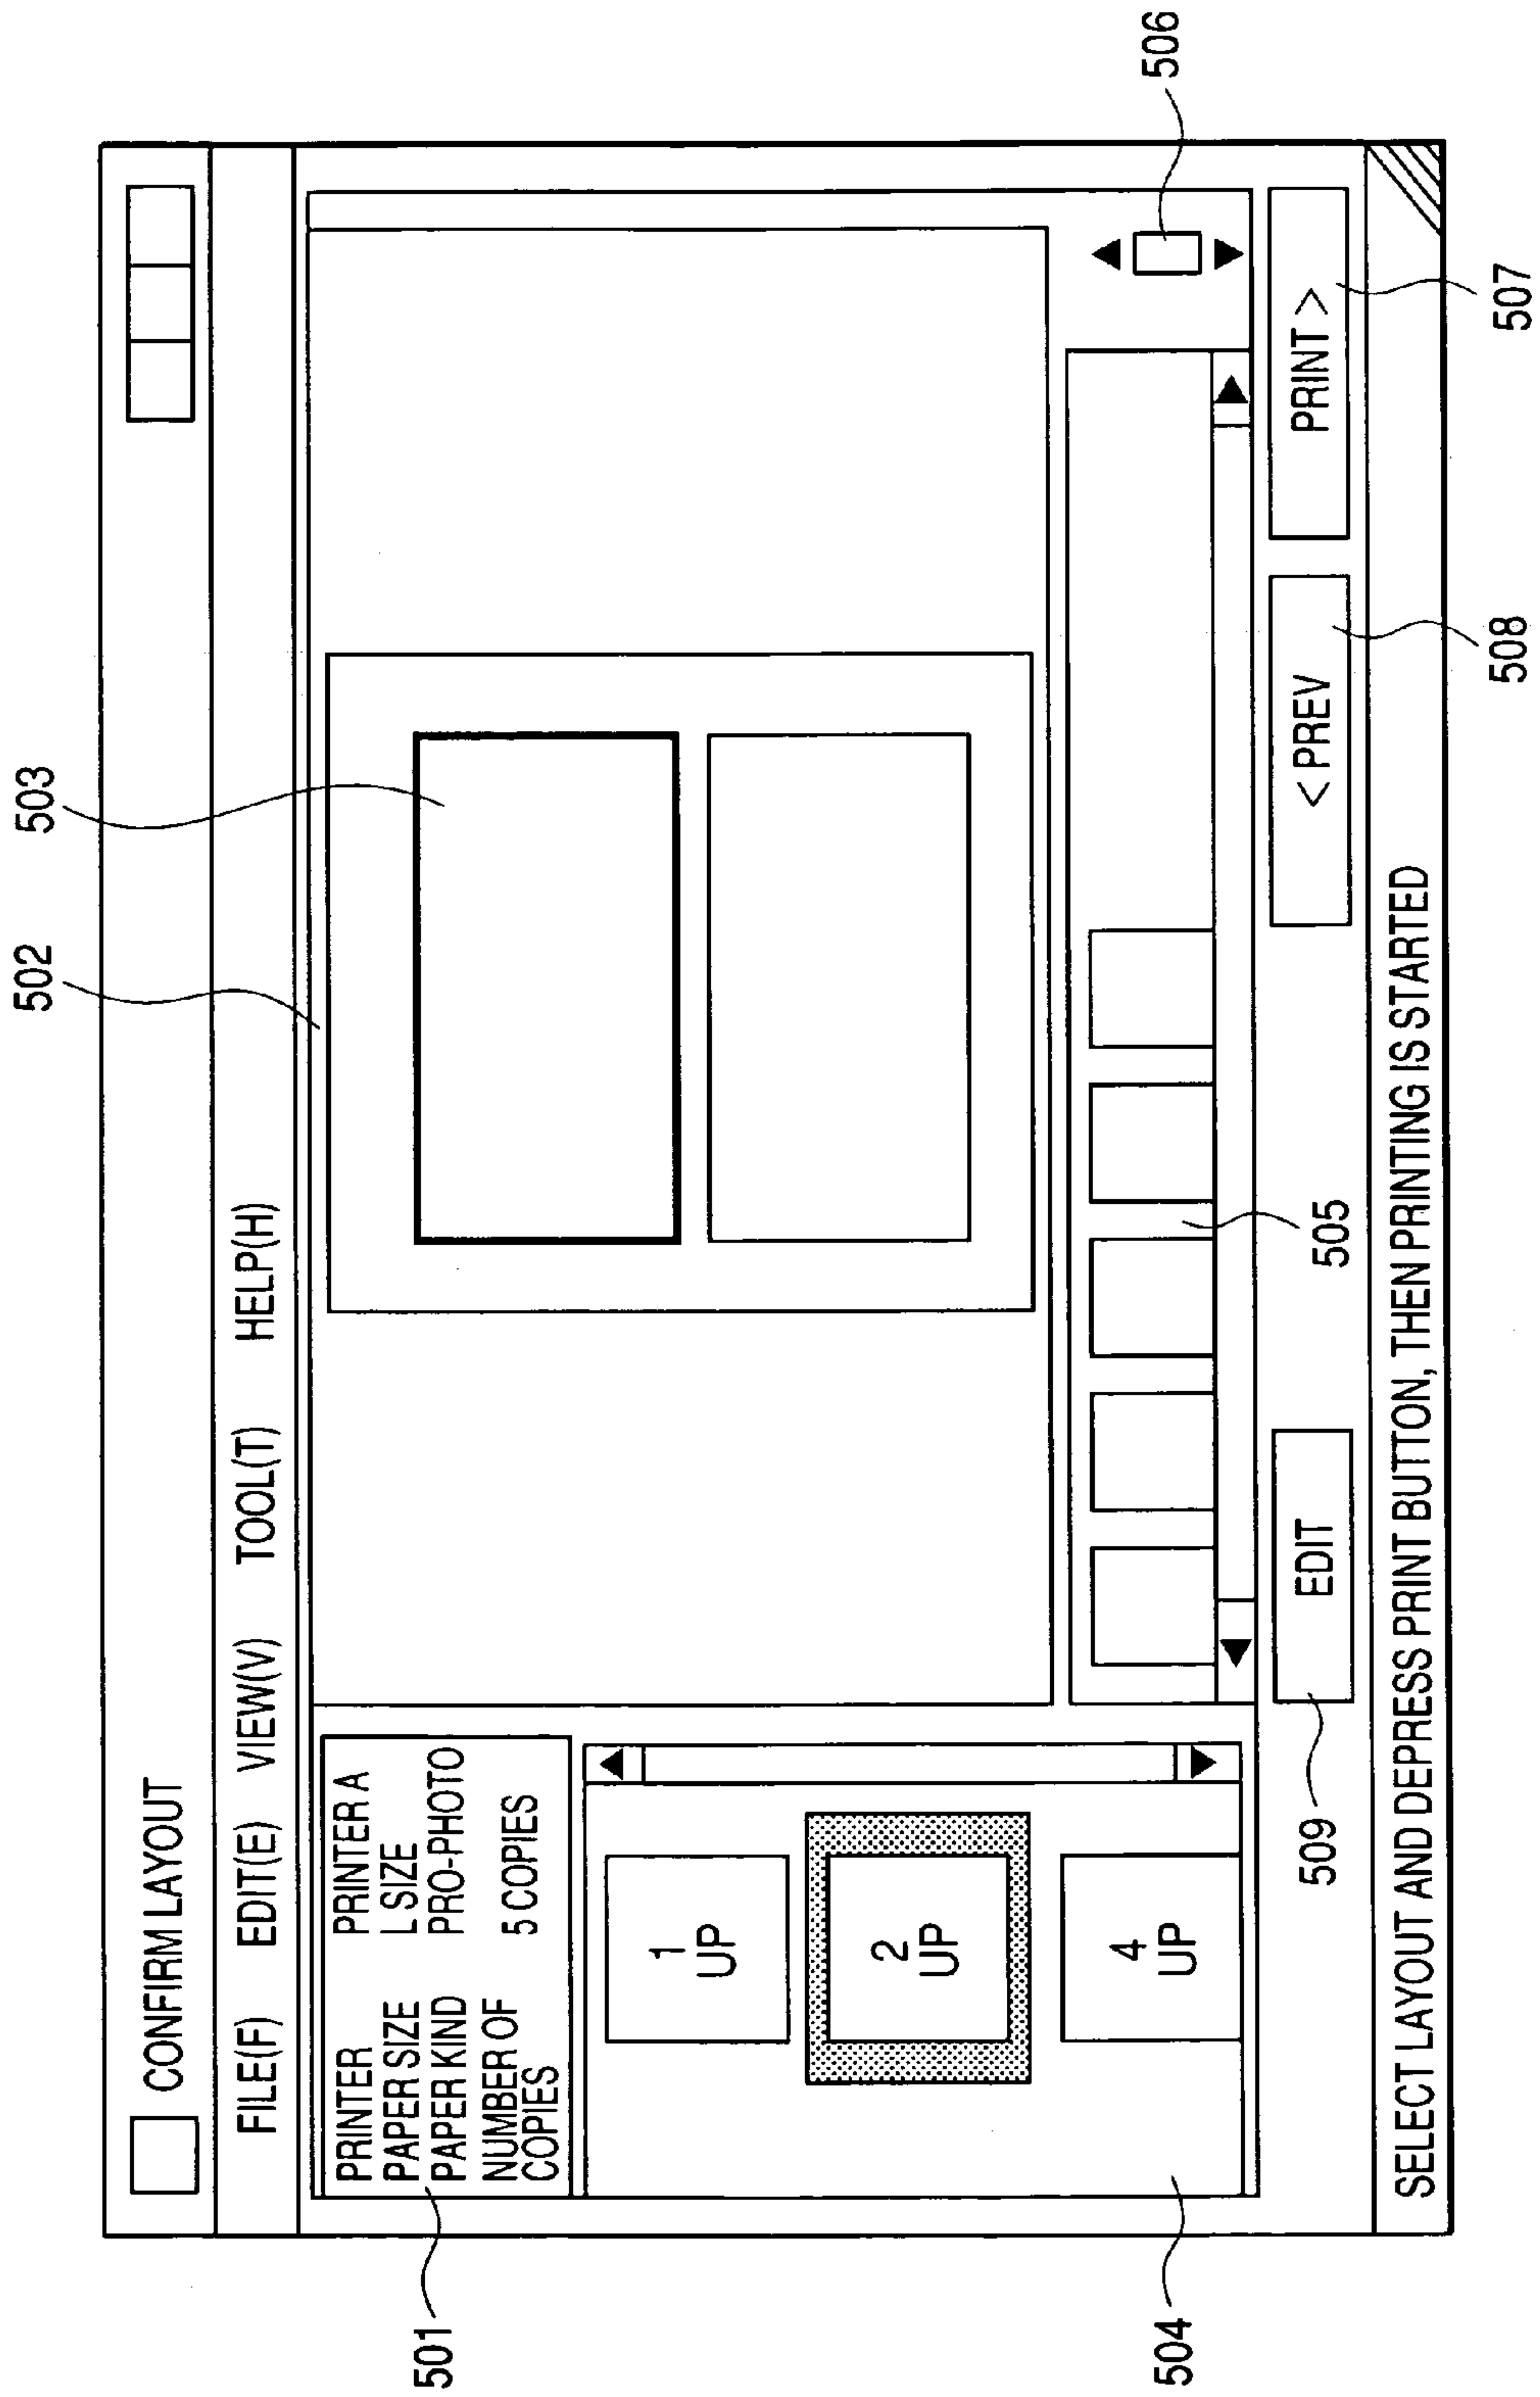 503
502
CONFIRM LAYOUT
FILE(F) EDIT(E) VIEW(V) TOOL(T) HELP(H)
501
PRINTER PRINTER A
PAPER SIZE L SIZE
PAPER KIND PRO-PHOTO
NUMBER OF
COPIES 5 COPIES
1
UP
2
UP
4
UP
504
506
505
EDIT
< PREV
PRINT >
509
508
507
SELECT LAYOUT AND DEPRESS PRINT BUTTON, THEN PRINTING IS STARTED